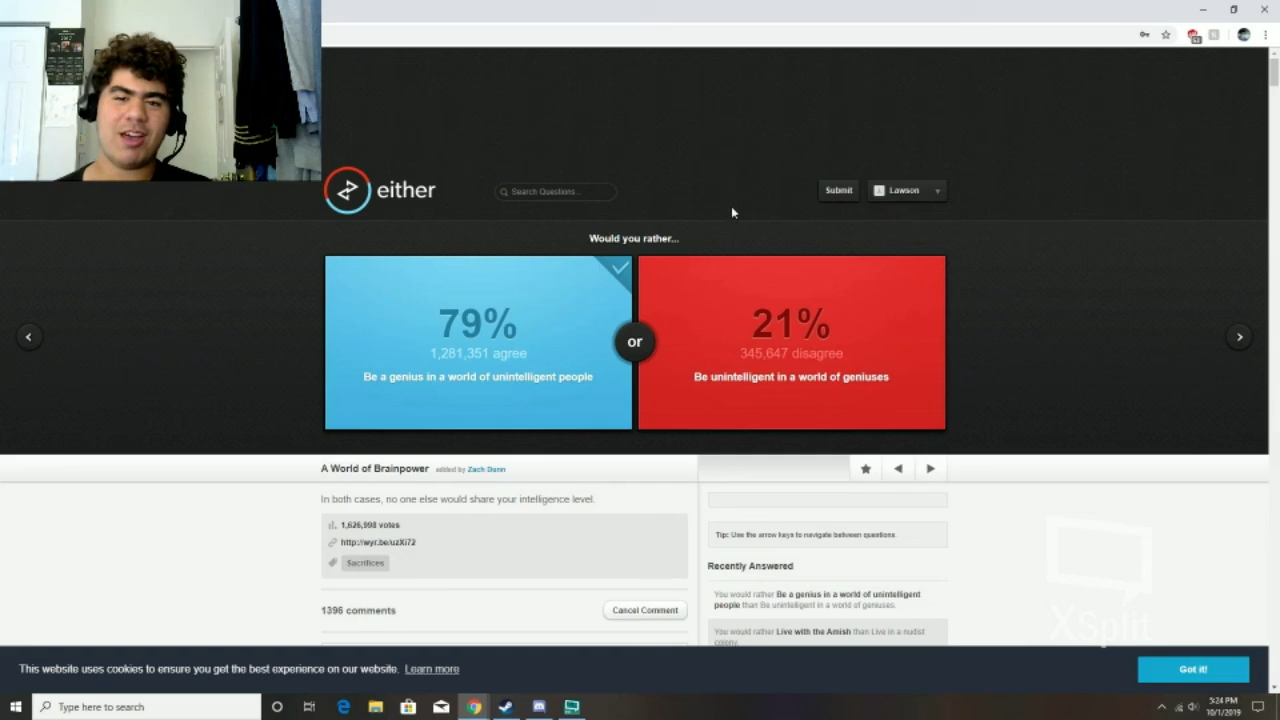 either
Search Questions...
Submit
Lawson
Would you rather...
79%
1,281,351 agree
Be a genius in a world of unintelligent people
or
21%
345,647 disagree
Be unintelligent in a world of geniuses
A World of Brainpower added by Zach Dunn
In both cases, no one else would share your intelligence level.
1,626,998 votes
http://wyr.be/uzXi72
Sacrifices
1396 comments
Cancel Comment
Tip: Use the arrow keys to navigate between questions.
Recently Answered
You would rather Be a genius in a world of unintelligent
people than Be unintelligent in a world of geniuses.
You would rather Live with the Amish than Live in a nudist
colony.
XSplit
This website uses cookies to ensure you get the best experience on our website. Learn more
Got it!
Type here to search
5:24 PM
10/1/2019